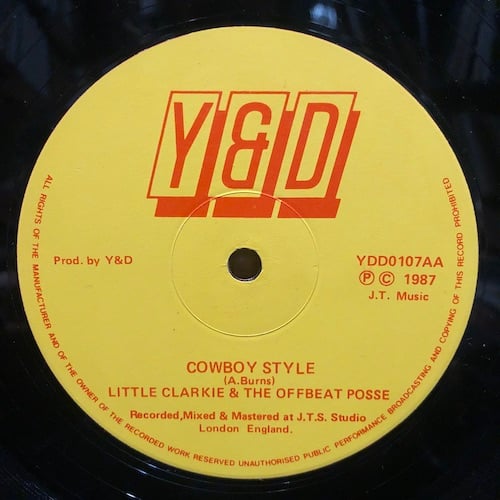 Y&D
Prod. by Y&D
YDD0107AA
Ⓟ © 1987
J.T. Music
COWBOY STYLE
(A.Burns)
LITTLE CLARKIE & THE OFFBEAT POSSE
Recorded,Mixed & Mastered at J.T.S. Studio
London England.
ALL RIGHTS OF THE MANUFACTURER AND OF THE OWNER OF THE RECORDED WORK RESERVED UNAUTHORISED PUBLIC PERFORMANCE BROADCASTING AND COPYING OF THIS RECORD PROHIBITED